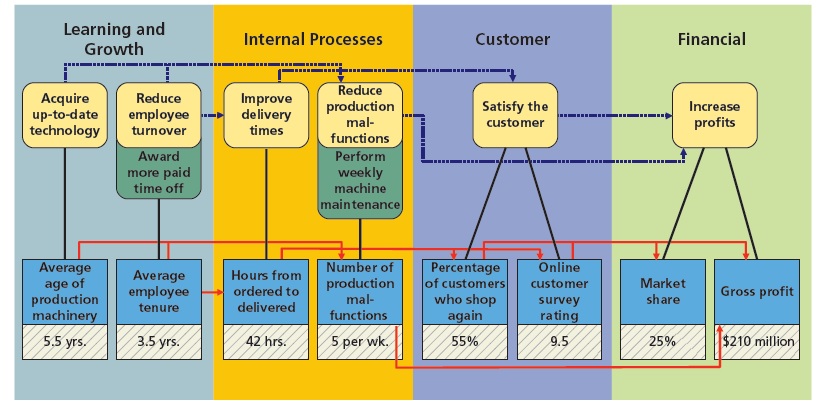 Learning and
Growth
Internal Processes
Customer
Financial
Acquire
up-to-date
technology
Reduce
employee
turnover
Award
more paid
time off
Improve
delivery
times
Reduce
production
mal-
functions
Perform
weekly
machine
maintenance
Satisfy the
customer
Increase
profits
Average
age of
production
machinery
5.5 yrs.
Average
employee
tenure
3.5 yrs.
Hours from
ordered to
delivered
42 hrs.
Number of
production
mal-
functions
5 per wk.
Percentage
of customers
who shop
again
55%
Online
customer
survey
rating
9.5
Market
share
25%
Gross profit
$210 million